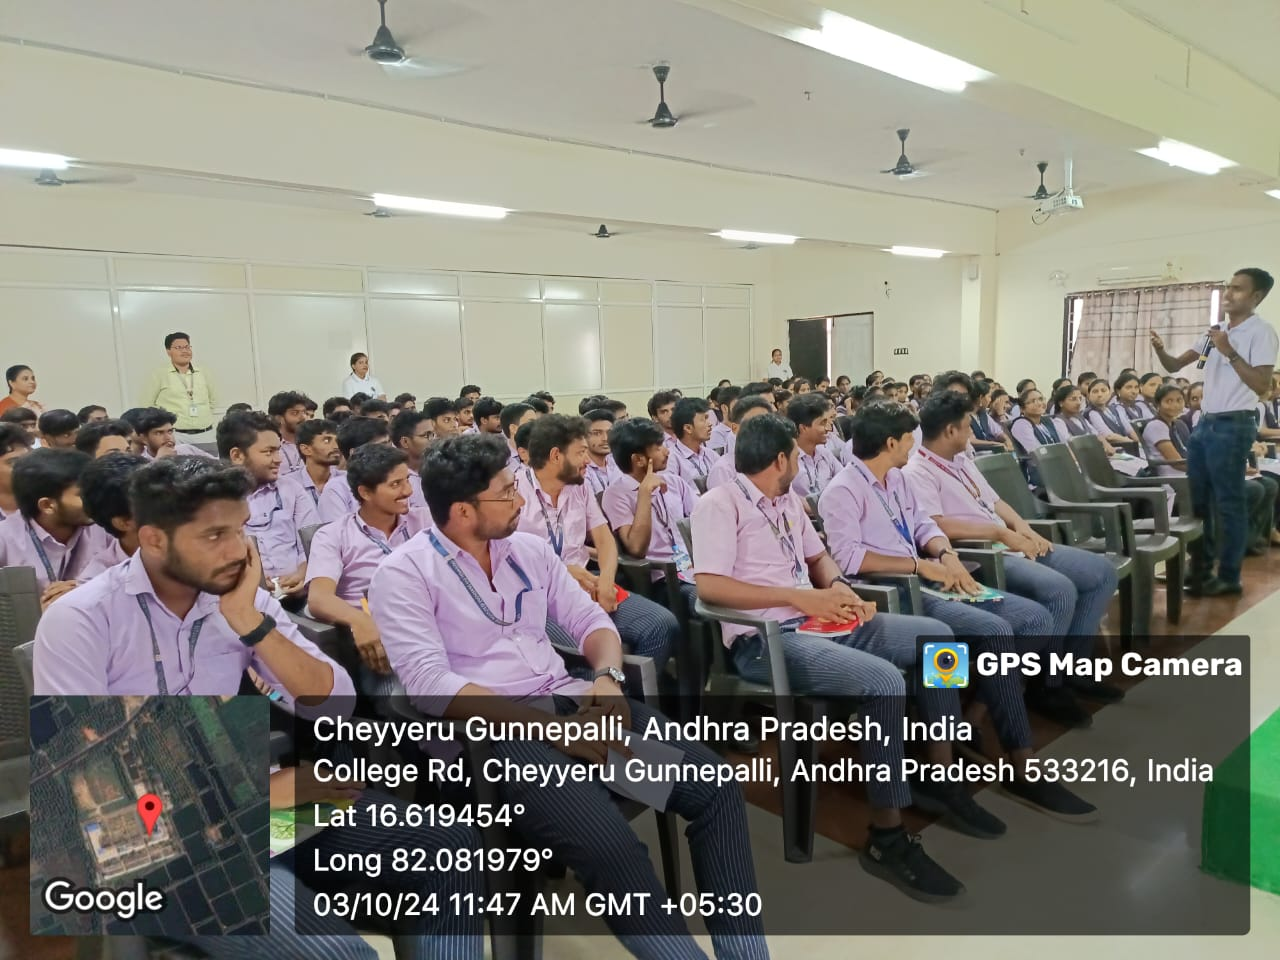 GPS Map Camera
Cheyyeru Gunnepalli, Andhra Pradesh, India
College Rd, Cheyyeru Gunnepalli, Andhra Pradesh 533216, India
Lat 16.619454°
Long 82.081979°
03/10/24 11:47 AM GMT +05:30
Google